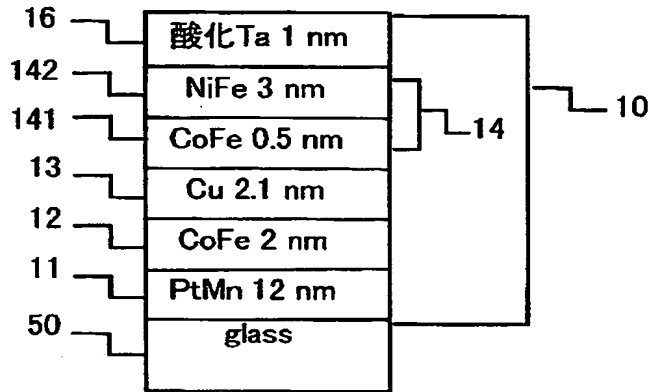 16 酸化Ta 1 nm
142 NiFe 3 nm
141 CoFe 0.5 nm
14
10
13 Cu 2.1 nm
12 CoFe 2 nm
11 PtMn 12 nm
50 glass